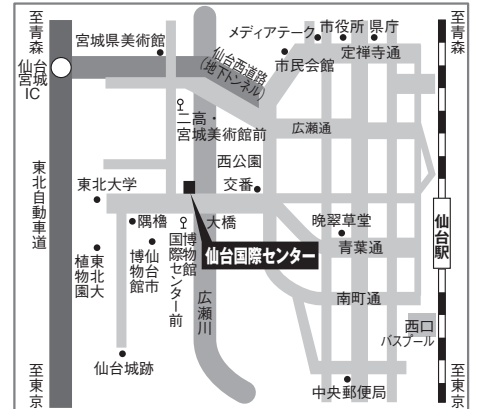 至青森
宮城県美術館
メディアテーク
市役所
県庁
至青森
仙台
宮城
IC
仙台西道路
(地下トンネル)
市民会館
定禅寺通
二高・
宮城美術館前
広瀬通
西公園
東北自動車道
東北大学
交番
隅櫓
博物館
国際センター前
大橋
晩翠草堂
仙台駅
仙台国際センター
青葉通
東北大
植物園
仙台市
博物館
広瀬川
南町通
西口
バスプール
仙台城跡
至東京
中央郵便局
至東京